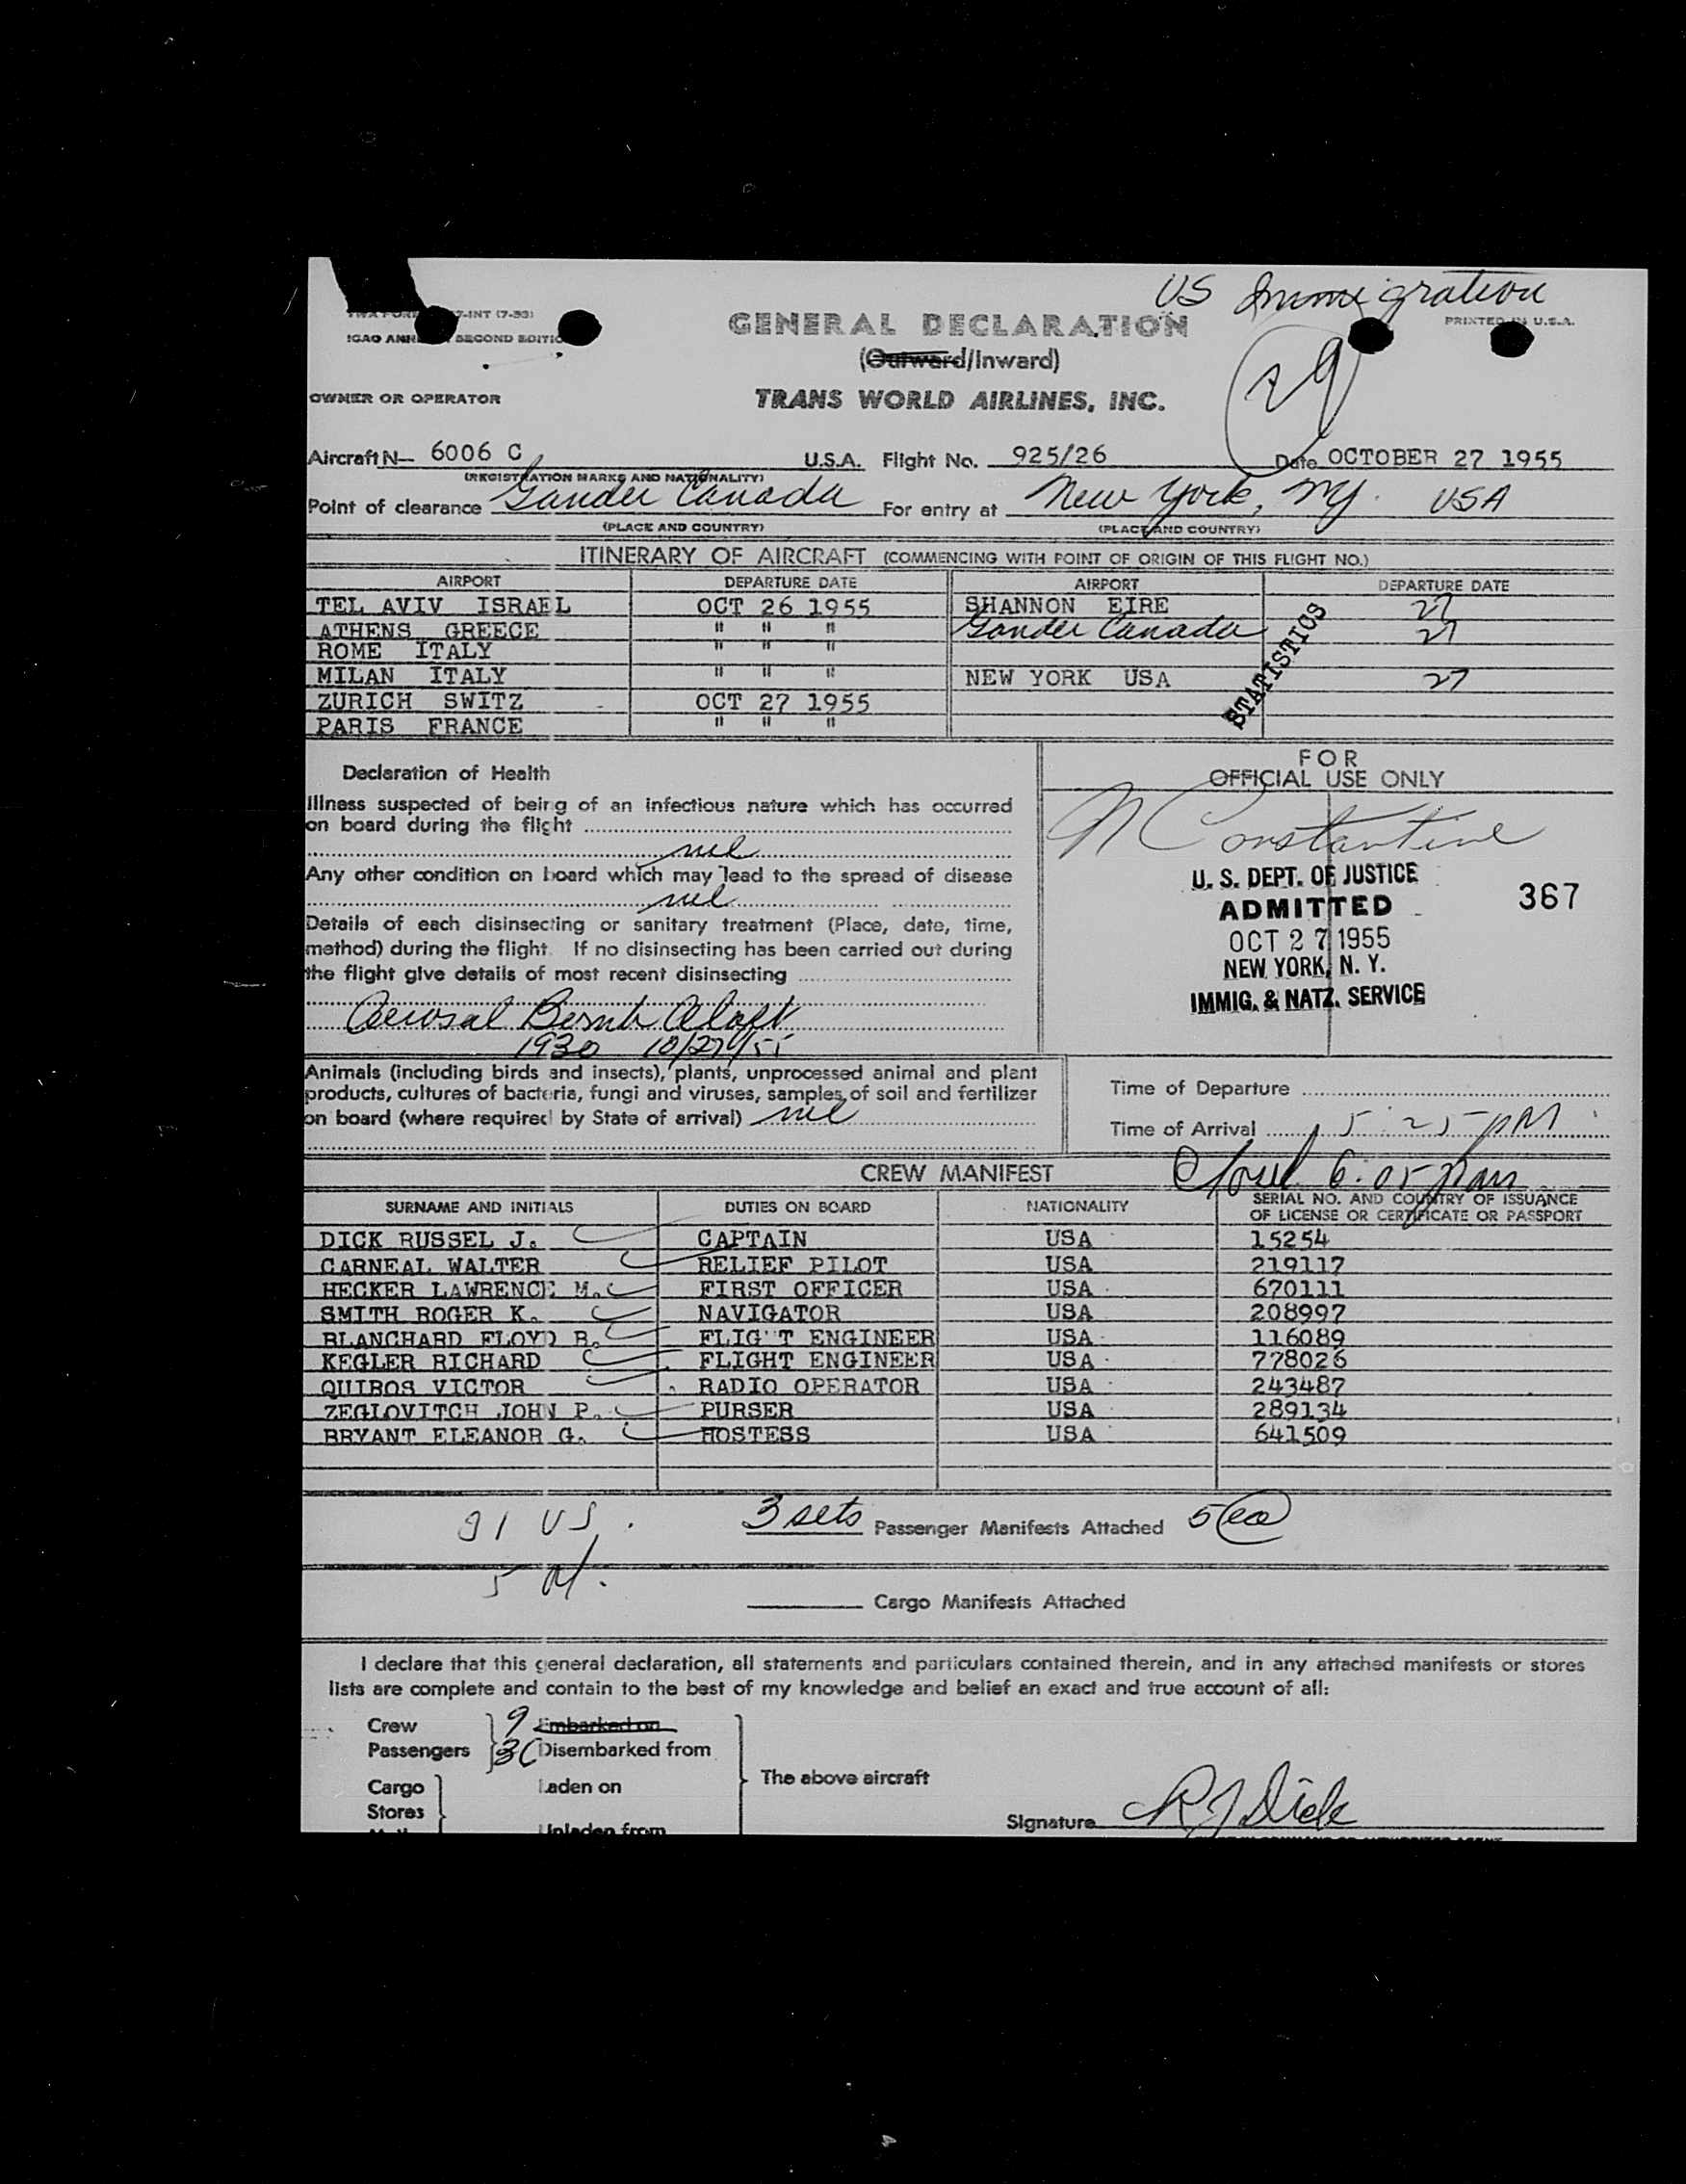 US Immigration
7-INT (7-53)
PRINTED IN U.S.A.
ICAO SECOND EDITION
GENERAL DECLARATION
(Outward/Inward)
29
OWNER OR OPERATOR
TRANS WORLD AIRLINES, INC.
Aircraft N— 6006 C U.S.A. Flight No. 925/26 Date OCTOBER 27 1955
(REGISTRATION MARKS AND NATIONALITY)
Point of clearance Gander Canada For entry at New York, NY. USA
(PLACE AND COUNTRY) (PLACE AND COUNTRY)
ITINERARY OF AIRCRAFT (COMMENCING WITH POINT OF ORIGIN OF THIS FLIGHT NO.)
AIRPORT DEPARTURE DATE AIRPORT DEPARTURE DATE
TEL AVIV ISRAEL OCT 26 1955 SHANNON EIRE 27
ATHENS GREECE " " " Gander Canada 27
ROME ITALY " " "
MILAN ITALY " " " NEW YORK USA 27
ZURICH SWITZ - OCT 27 1955
PARIS FRANCE " " "
STATISTICS
Declaration of Health
Illness suspected of being of an infectious nature which has occurred
on board during the flight
nil
Any other condition on board which may lead to the spread of disease
nil
Details of each disinsecting or sanitary treatment (Place, date, time,
method) during the flight. If no disinsecting has been carried out during
the flight give details of most recent disinsecting
Aerosal Bomb Aloft
1930 10/27/55
FOR
OFFICIAL USE ONLY
N Constantine
U. S. DEPT. OF JUSTICE
ADMITTED
367
OCT 27 1955
NEW YORK, N. Y.
IMMIG. & NATZ. SERVICE
Animals (including birds and insects), plants, unprocessed animal and plant
products, cultures of bacteria, fungi and viruses, samples of soil and fertilizer
on board (where required by State of arrival) nil
Time of Departure
Time of Arrival 5:25 pm
CREW MANIFEST
6:05 pm
SURNAME AND INITIALS DUTIES ON BOARD NATIONALITY SERIAL NO. AND COUNTRY OF ISSUANCE
OF LICENSE OR CERTIFICATE OR PASSPORT
DICK RUSSEL J. CAPTAIN USA 15254
CARNEAL WALTER RELIEF PILOT USA 219117
HECKER LAWRENCE M. FIRST OFFICER USA 670111
SMITH ROGER K. NAVIGATOR USA 208997
BLANCHARD FLOYD B. FLIGHT ENGINEER USA 116089
KEGLER RICHARD FLIGHT ENGINEER USA 778026
QUIROS VICTOR RADIO OPERATOR USA 243487
ZEGLOVITCH JOHN P. PURSER USA 289134
BRYANT ELEANOR G. HOSTESS USA 641509
31 US.
3 sets Passenger Manifests Attached 5 ea
5 al.
Cargo Manifests Attached
I declare that this general declaration, all statements and particulars contained therein, and in any attached manifests or stores
lists are complete and contain to the best of my knowledge and belief an exact and true account of all:
Crew 9 Embarked on
Passengers Disembarked from
Cargo Laden on
Stores
Unladen from
The above aircraft
Signature R J Dick